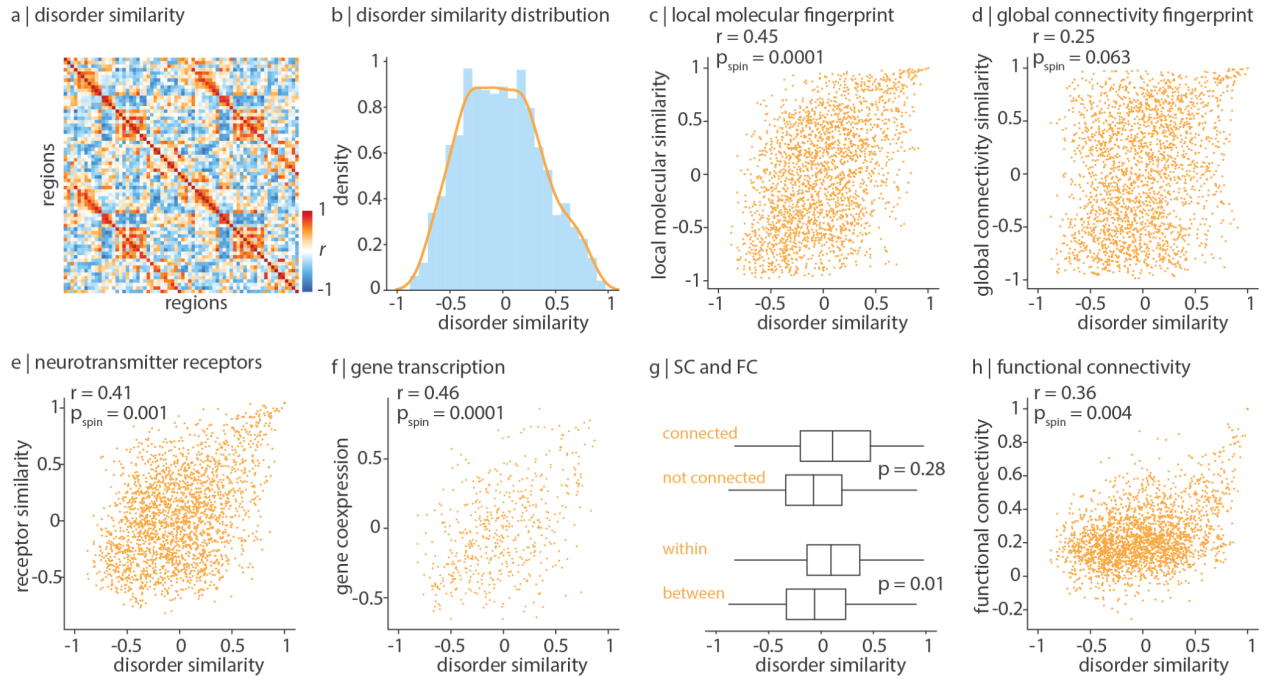 a | disorder similarity
regions
regions
1
r
-1
b | disorder similarity distribution
1
0.8
0.6
0.4
0.2
0
density
-1 -0.5 0 0.5 1
disorder similarity
c | local molecular fingerprint
r = 0.45
pspin = 0.0001
1
0.5
0
-0.5
-1
local molecular similarity
-1 -0.5 0 0.5 1
disorder similarity
d | global connectivity fingerprint
r = 0.25
pspin = 0.063
1
0.5
0
-0.5
-1
global connectivity similarity
-1 -0.5 0 0.5 1
disorder similarity
e | neurotransmitter receptors
r = 0.41
pspin = 0.001
1
0.5
0
-0.5
receptor similarity
-1 -0.5 0 0.5 1
disorder similarity
f | gene transcription
r = 0.46
pspin = 0.0001
0.5
0
-0.5
gene coexpression
-1 -0.5 0 0.5 1
disorder similarity
g | SC and FC
connected
not connected
p = 0.28
within
between
p = 0.01
-1 -0.5 0 0.5 1
disorder similarity
h | functional connectivity
r = 0.36
pspin = 0.004
1
0.8
0.6
0.4
0.2
0
-0.2
functional connectivity
-1 -0.5 0 0.5 1
disorder similarity